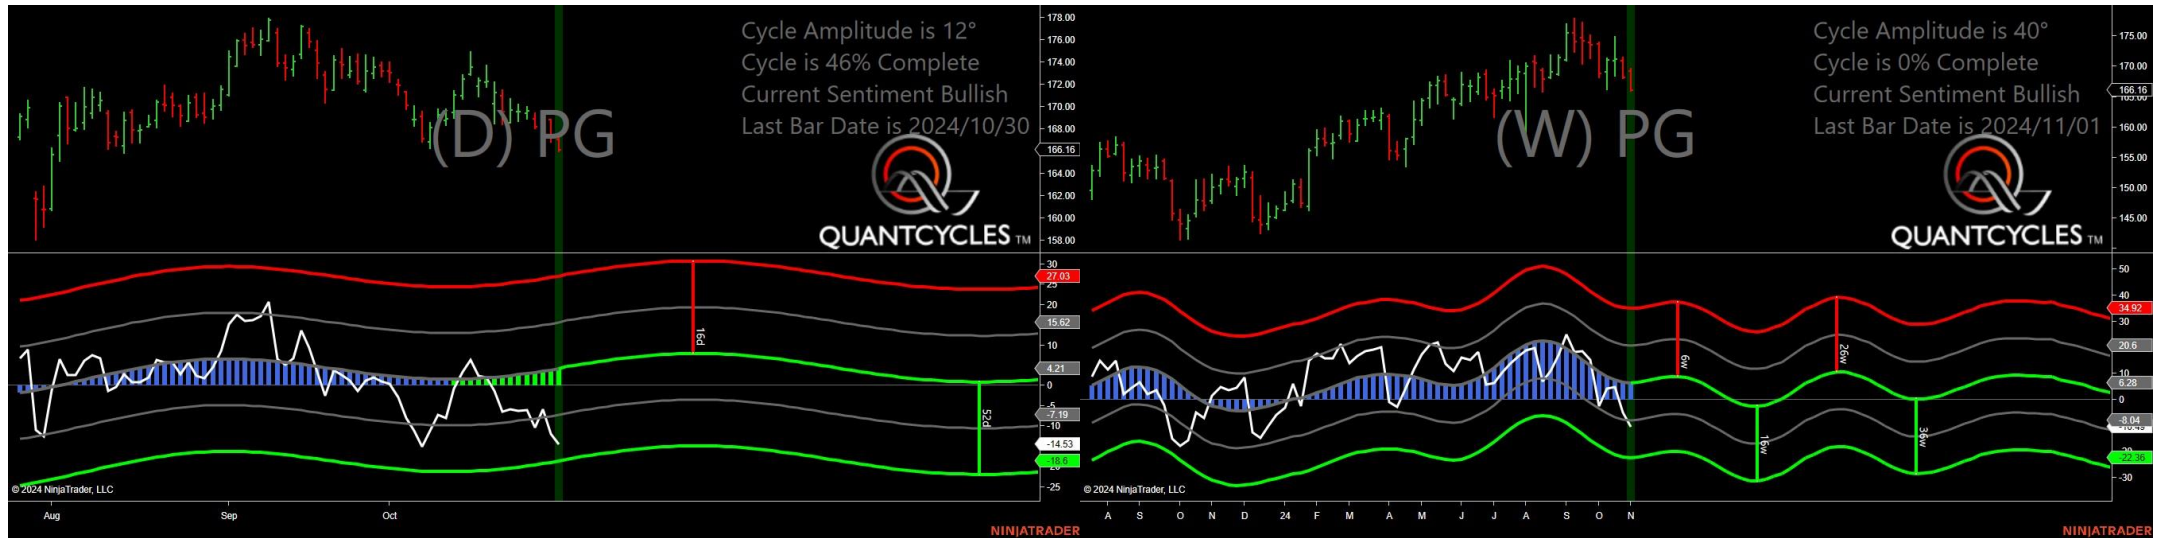 Cycle Amplitude is 12°
Cycle is 46% Complete
Current Sentiment Bullish
Last Bar Date is 2024/10/30
(D) PG
QUANTCYCLES TM
178.00
176.00
174.00
172.00
170.00
168.00
166.16
164.00
162.00
160.00
158.00
30
27.03
25
20
15.62
10
4.21
0
-5
-7.19
-10
-14.53
-18.6
-25
16d
52d
© 2024 NinjaTrader, LLC
Aug
Sep
Oct
NINJATRADER
Cycle Amplitude is 40°
Cycle is 0% Complete
Current Sentiment Bullish
Last Bar Date is 2024/11/01
(W) PG
QUANTCYCLES TM
175.00
170.00
166.16
165.00
160.00
155.00
150.00
145.00
50
40
34.92
30
20.6
10
6.28
0
-8.04
-22.36
-30
6w
16w
26w
36w
© 2024 NinjaTrader, LLC
A S O N D 24 F M A M J J A S O N
NINJATRADER